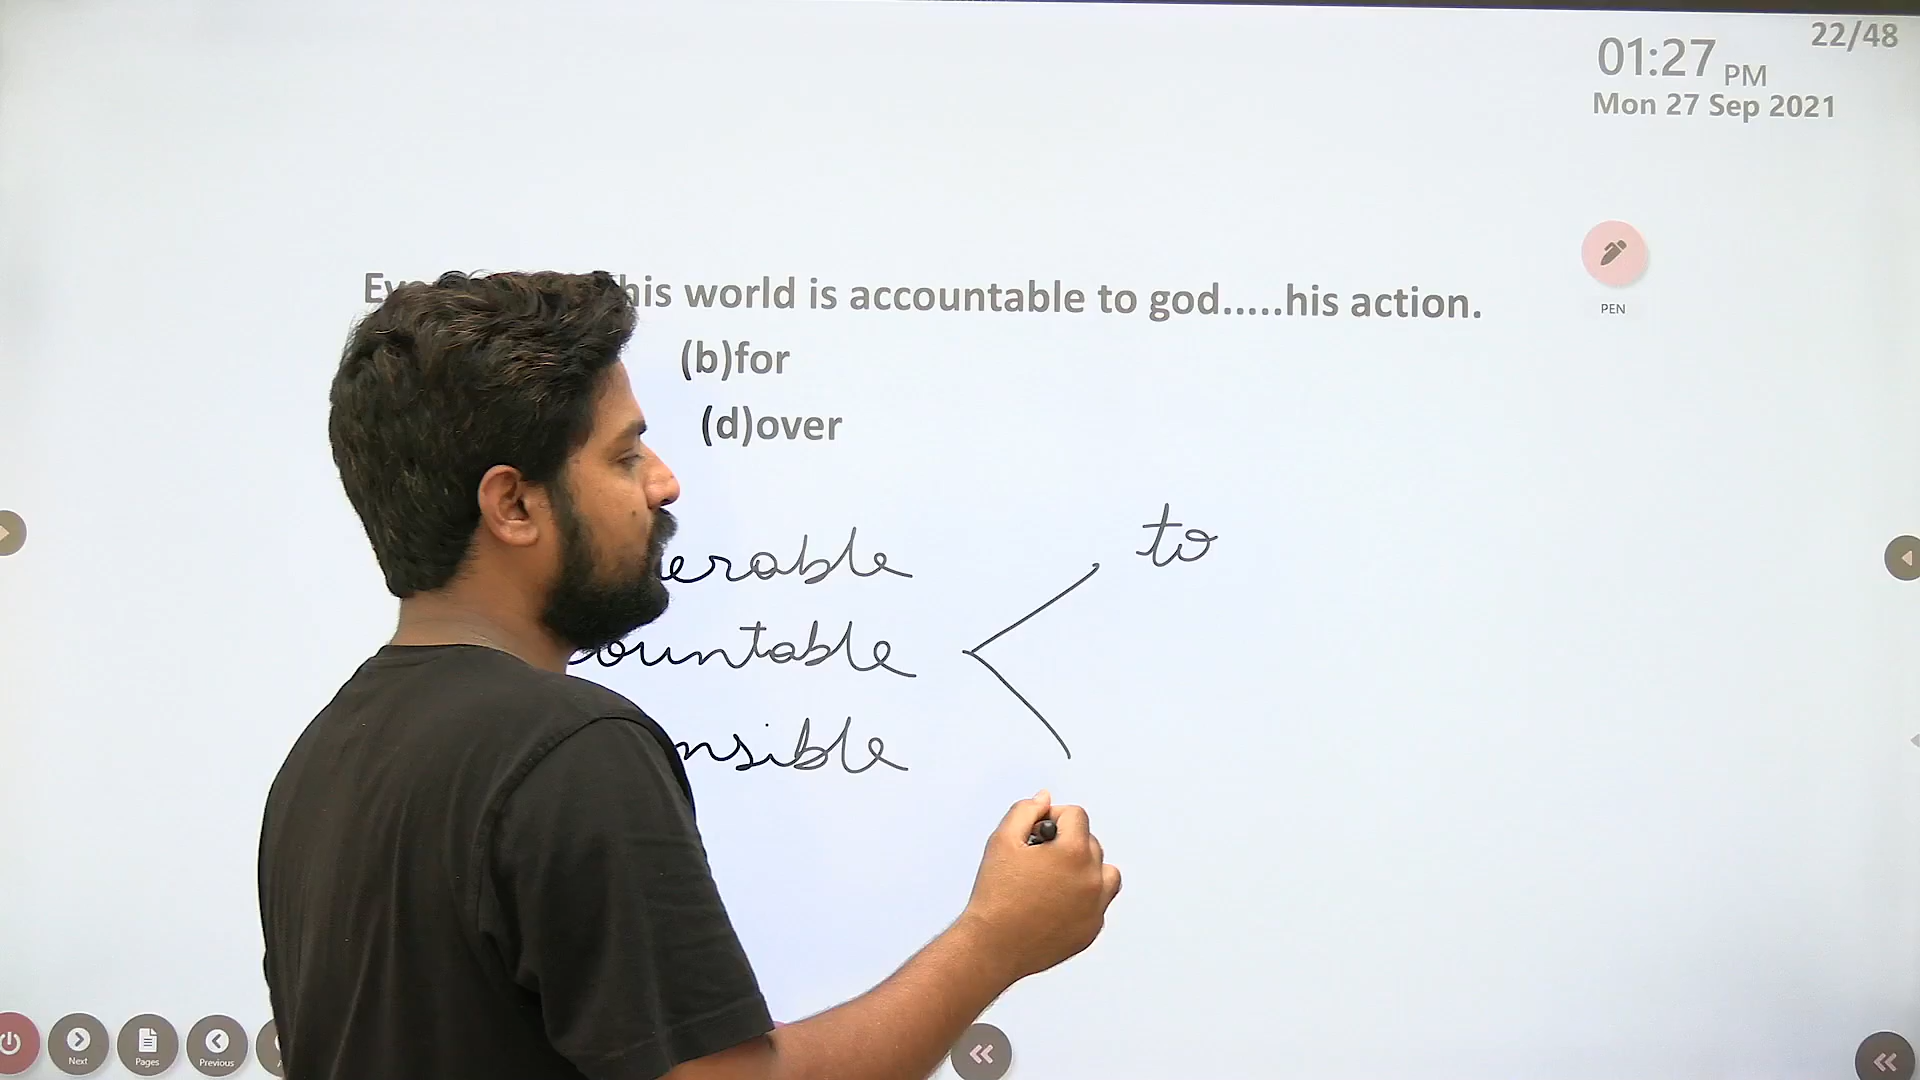 22/48
01:27 PM
Mon 27 Sep 2021
his world is accountable to god.....his action.
PEN
(b)for
(d)over
to
erable
countable
nsible
Next
Pages
Previous